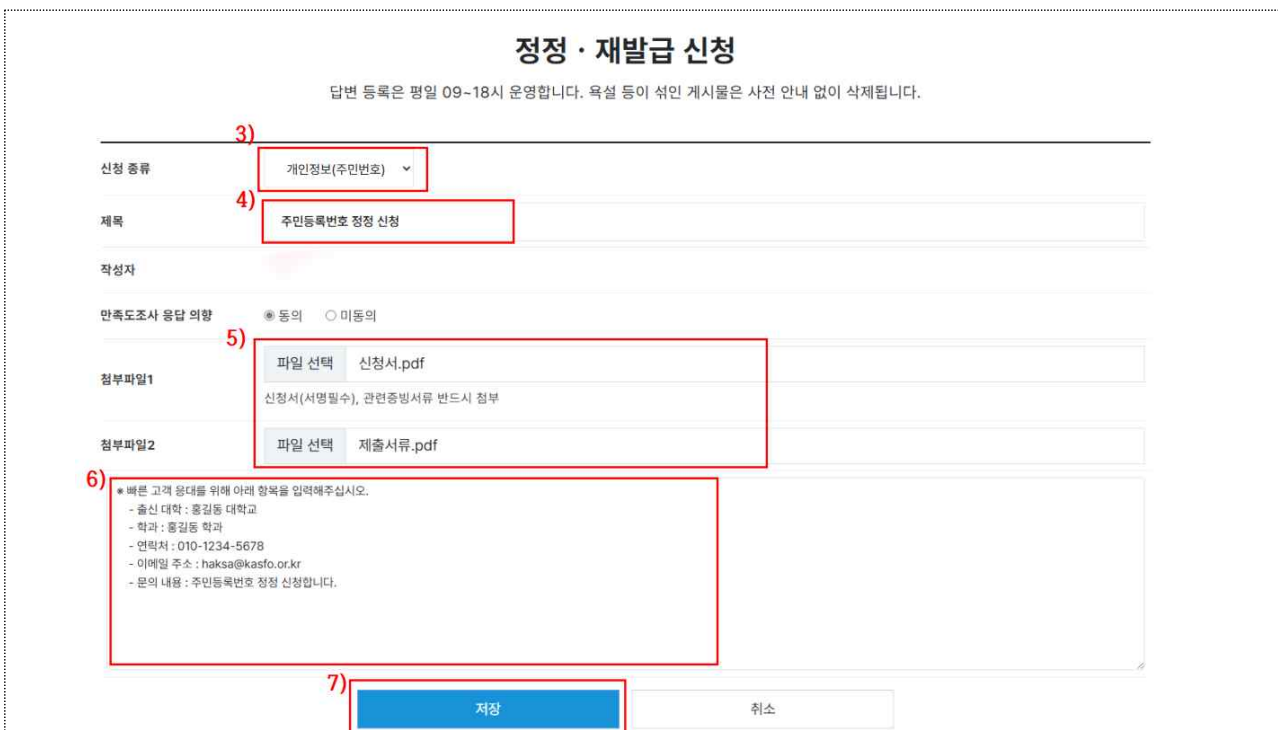 정정 · 재발급 신청
답변 등록은 평일 09~18시 운영합니다. 욕설 등이 섞인 게시물은 사전 안내 없이 삭제됩니다.
3)
신청 종류 개인정보(주민번호)
4)
제목 주민등록번호 정정 신청
작성자
만족도조사 응답 의향 동의 미동의
5)
첨부파일1 파일 선택 신청서.pdf
신청서(서명필수), 관련증빙서류 반드시 첨부
첨부파일2 파일 선택 제출서류.pdf
6)
※ 빠른 고객 응대를 위해 아래 항목을 입력해주십시오.
- 출신 대학 : 홍길동 대학교
- 학과 : 홍길동 학과
- 연락처 : 010-1234-5678
- 이메일 주소 : haksa@kasfo.or.kr
- 문의 내용 : 주민등록번호 정정 신청합니다.
7)
저장 취소